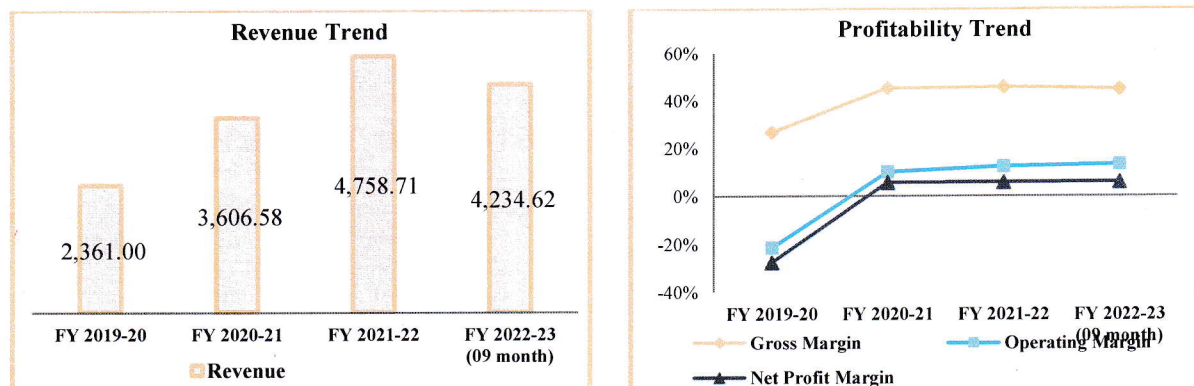 Revenue Trend
4,758.71
4,234.62
3,606.58
2,361.00
FY 2019-20
FY 2020-21
FY 2021-22
FY 2022-23
(09 month)
Revenue
Profitability Trend
60%
40%
20%
0%
-20%
-40%
FY 2019-20
FY 2020-21
FY 2021-22
FY 2022-23
(09 month)
Gross Margin
Operating Margin
Net Profit Margin